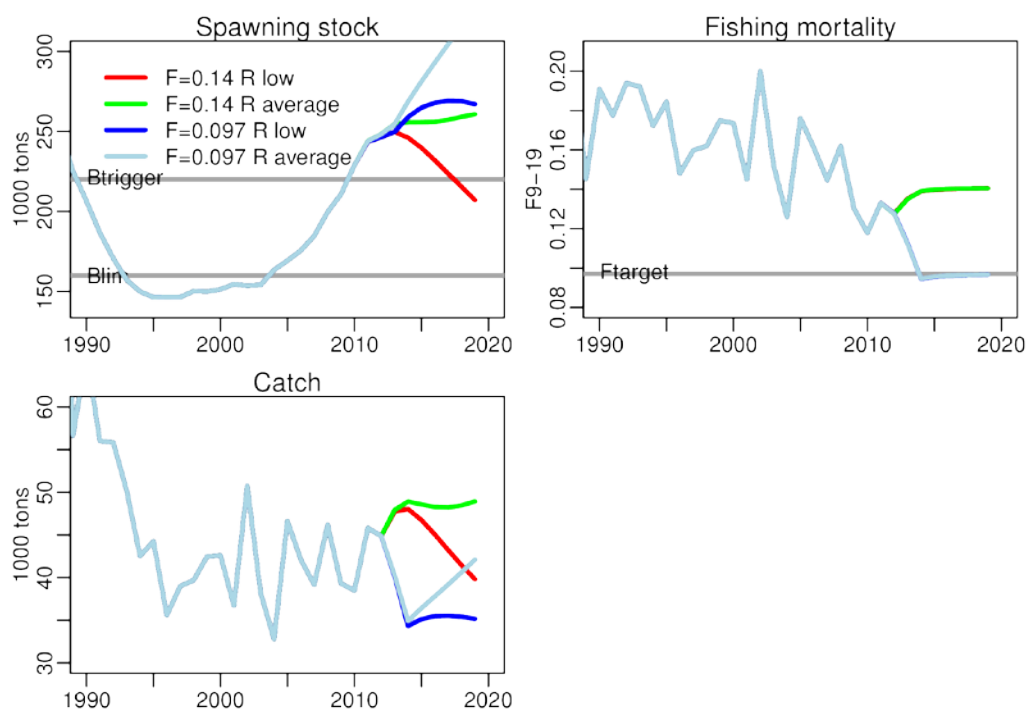 Spawning stock
1000 tons
300
250
200
150
F=0.14 R low
F=0.14 R average
F=0.097 R low
F=0.097 R average
Btrigger
Blin
1990
2000
2010
2020
Fishing mortality
F9-19
0.20
0.16
0.12
0.08
Ftarget
1990
2000
2010
2020
Catch
1000 tons
60
50
40
30
1990
2000
2010
2020